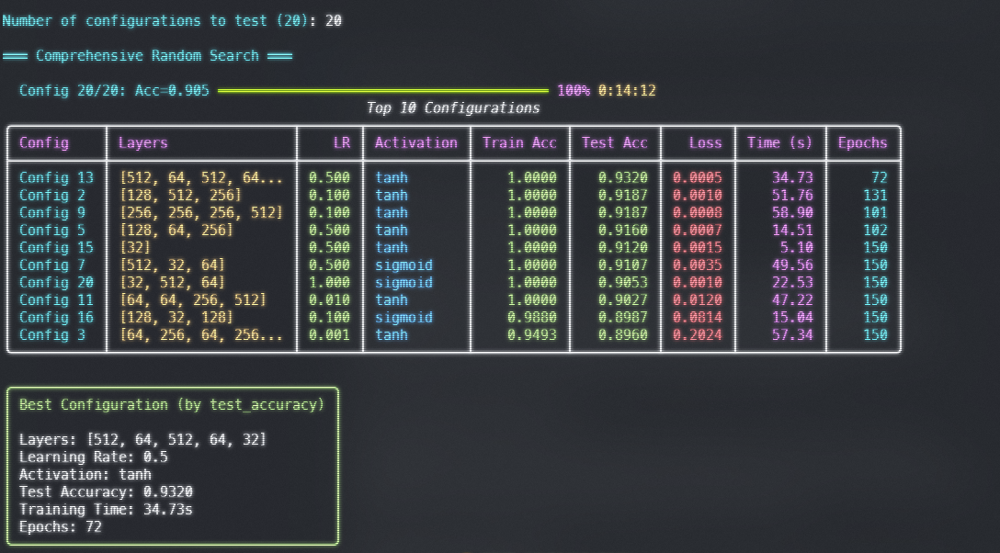 Number of configurations to test (20): 20
═══ Comprehensive Random Search ═══
Config 20/20: Acc=0.905 100% 0:14:12
Top 10 Configurations
Config Layers LR Activation Train Acc Test Acc Loss Time (s) Epochs
Config 13 [512, 64, 512, 64... 0.500 tanh 1.0000 0.9320 0.0005 34.73 72
Config 2 [128, 512, 256] 0.100 tanh 1.0000 0.9187 0.0010 51.76 131
Config 9 [256, 256, 256, 512] 0.100 tanh 1.0000 0.9187 0.0008 58.90 101
Config 5 [128, 64, 256] 0.500 tanh 1.0000 0.9160 0.0007 14.51 102
Config 15 [32] 0.500 tanh 1.0000 0.9120 0.0015 5.10 150
Config 7 [512, 32, 64] 0.500 sigmoid 1.0000 0.9107 0.0035 49.56 150
Config 20 [32, 512, 64] 1.000 sigmoid 1.0000 0.9053 0.0010 22.53 150
Config 11 [64, 64, 256, 512] 0.010 tanh 1.0000 0.9027 0.0120 47.22 150
Config 16 [128, 32, 128] 0.100 sigmoid 0.9880 0.8987 0.0814 15.04 150
Config 3 [64, 256, 64, 256... 0.001 tanh 0.9493 0.8960 0.2024 57.34 150
Best Configuration (by test_accuracy)
Layers: [512, 64, 512, 64, 32]
Learning Rate: 0.5
Activation: tanh
Test Accuracy: 0.9320
Training Time: 34.73s
Epochs: 72